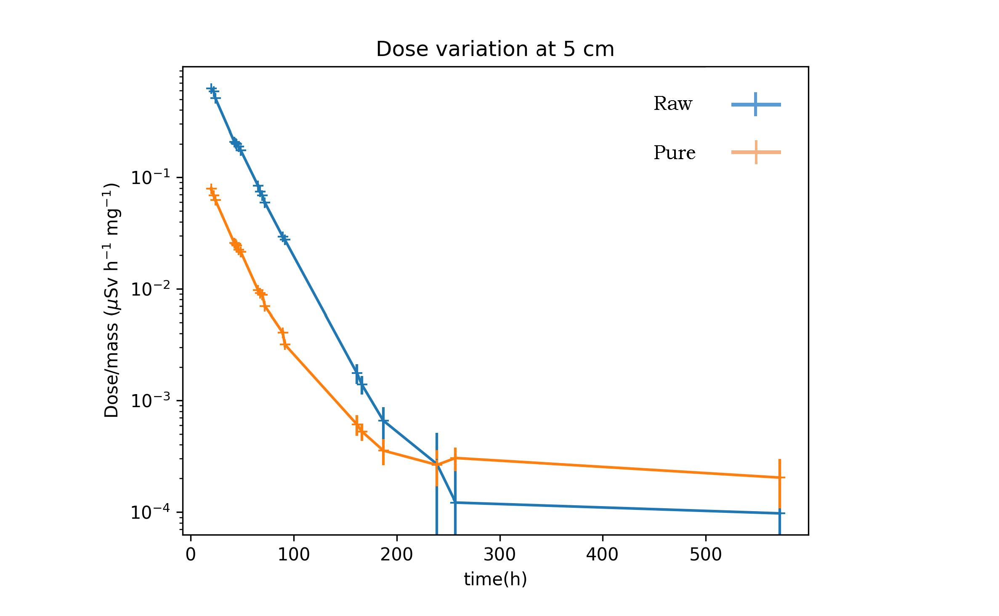 Dose variation at 5 cm
Raw
Pure
Dose/mass (μSv h⁻¹ mg⁻¹)
10⁻¹
10⁻²
10⁻³
10⁻⁴
0 100 200 300 400 500
time(h)